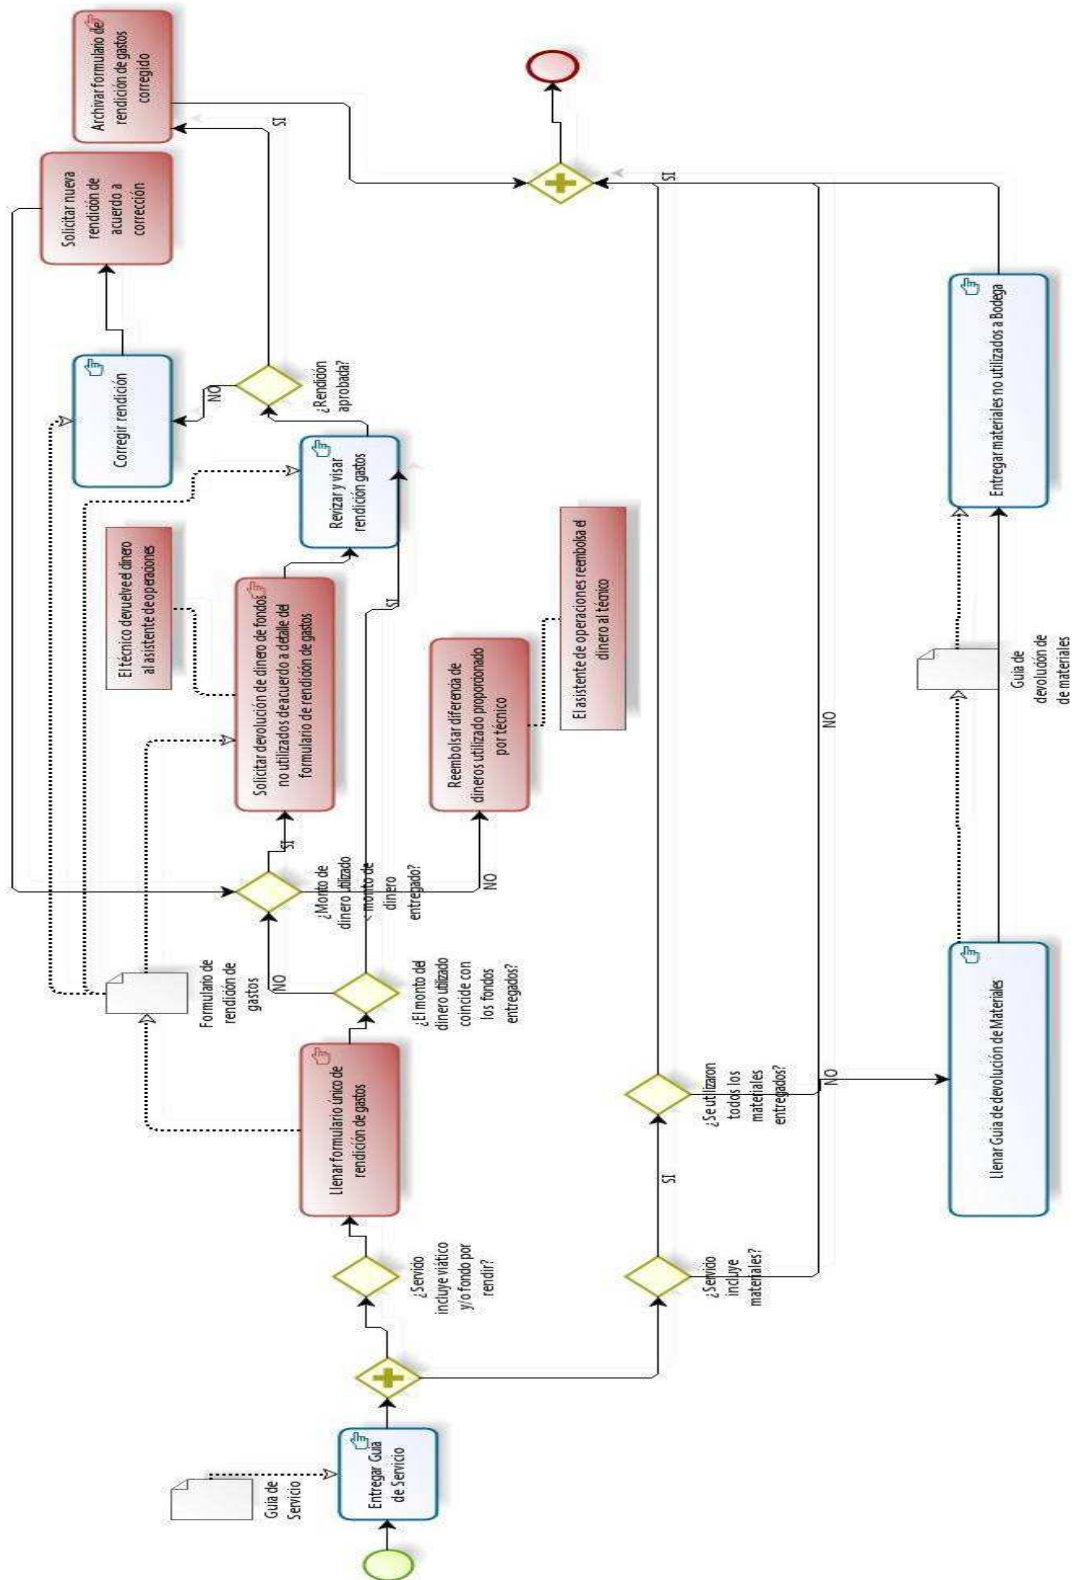 Guía de
Servicio
Entregar Guía
de Servicio
¿Servicio
incluye viático
y/o fondo por
rendir?
Llenar formulario único de
rendición de gastos
Formulario de
rendición de
gastos
¿El monto del
dinero utilizado
coincide con
los fondos
entregados?
NO
SI
¿Monto de
dinero utilizado
< monto de
dinero
entregado?
SI
NO
Solicitar devolución de dinero de fondos
no utilizados de acuerdo a detalle del
formulario de rendición de gastos
El técnico devuelve el dinero
al asistente de operaciones
Reembolsar diferencia de
dineros utilizado proporcionado
por técnico
El asistente de operaciones reembolsa el
dinero al técnico
Revizar y visar
rendición gastos
¿Rendición
aprobada?
NO
SI
Corregir rendición
Solicitar nueva
rendición de
acuerdo a
corrección
Archivar formulario de
rendición de gastos
corregido
¿Servicio
incluye
materiales?
SI
NO
¿Se utilizaron
todos los
materiales
entregados?
SI
NO
Llenar Guía de devolución de Materiales
Guía de
devolución de
materiales
Entregar materiales no utilizados a Bodega